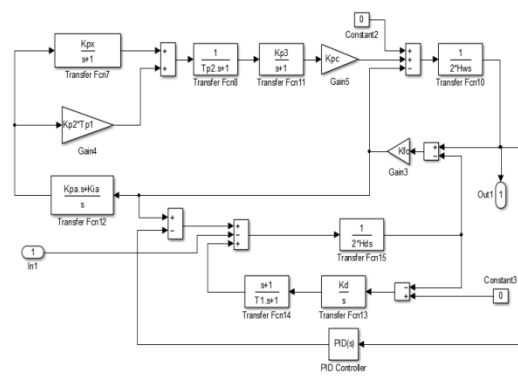 0
Constant2
Kpx
s+1
Transfer Fcn7
+
+
1
Tp2.s+1
Transfer Fcn8
Kp3
s+1
Transfer Fcn11
Kpc
Gain5
+
+
−
1
2*Hws
Transfer Fcn10
Kp2*Tp1
Gain4
Kfd
Gain3
+
−
1
Out1
Kpa.s+Kia
s
Transfer Fcn12
+
−
+
−
+
1
2*Hds
Transfer Fcn15
1
In1
s+1
T1.s+1
Transfer Fcn14
Kd
s
Transfer Fcn13
−
+
Constant3
0
PID(s)
PID Controller